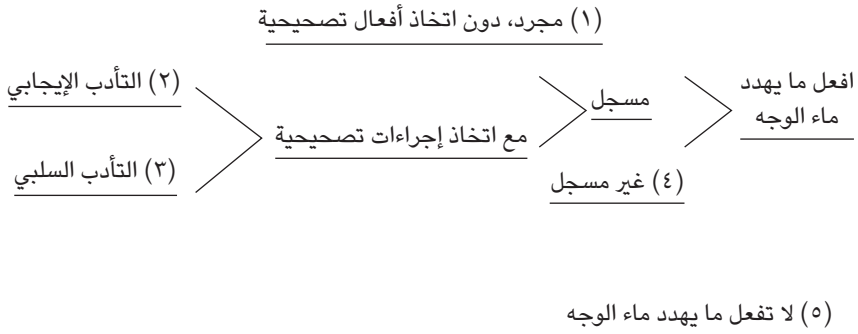 (١) مجرد، دون اتخاذ أفعال تصحيحية
افعل ما يهدد
ماء الوجه
مسجل
مع اتخاذ إجراءات تصحيحية
(٢) التأدب الإيجابي
(٣) التأدب السلبي
(٤) غير مسجل
(٥) لا تفعل ما يهدد ماء الوجه